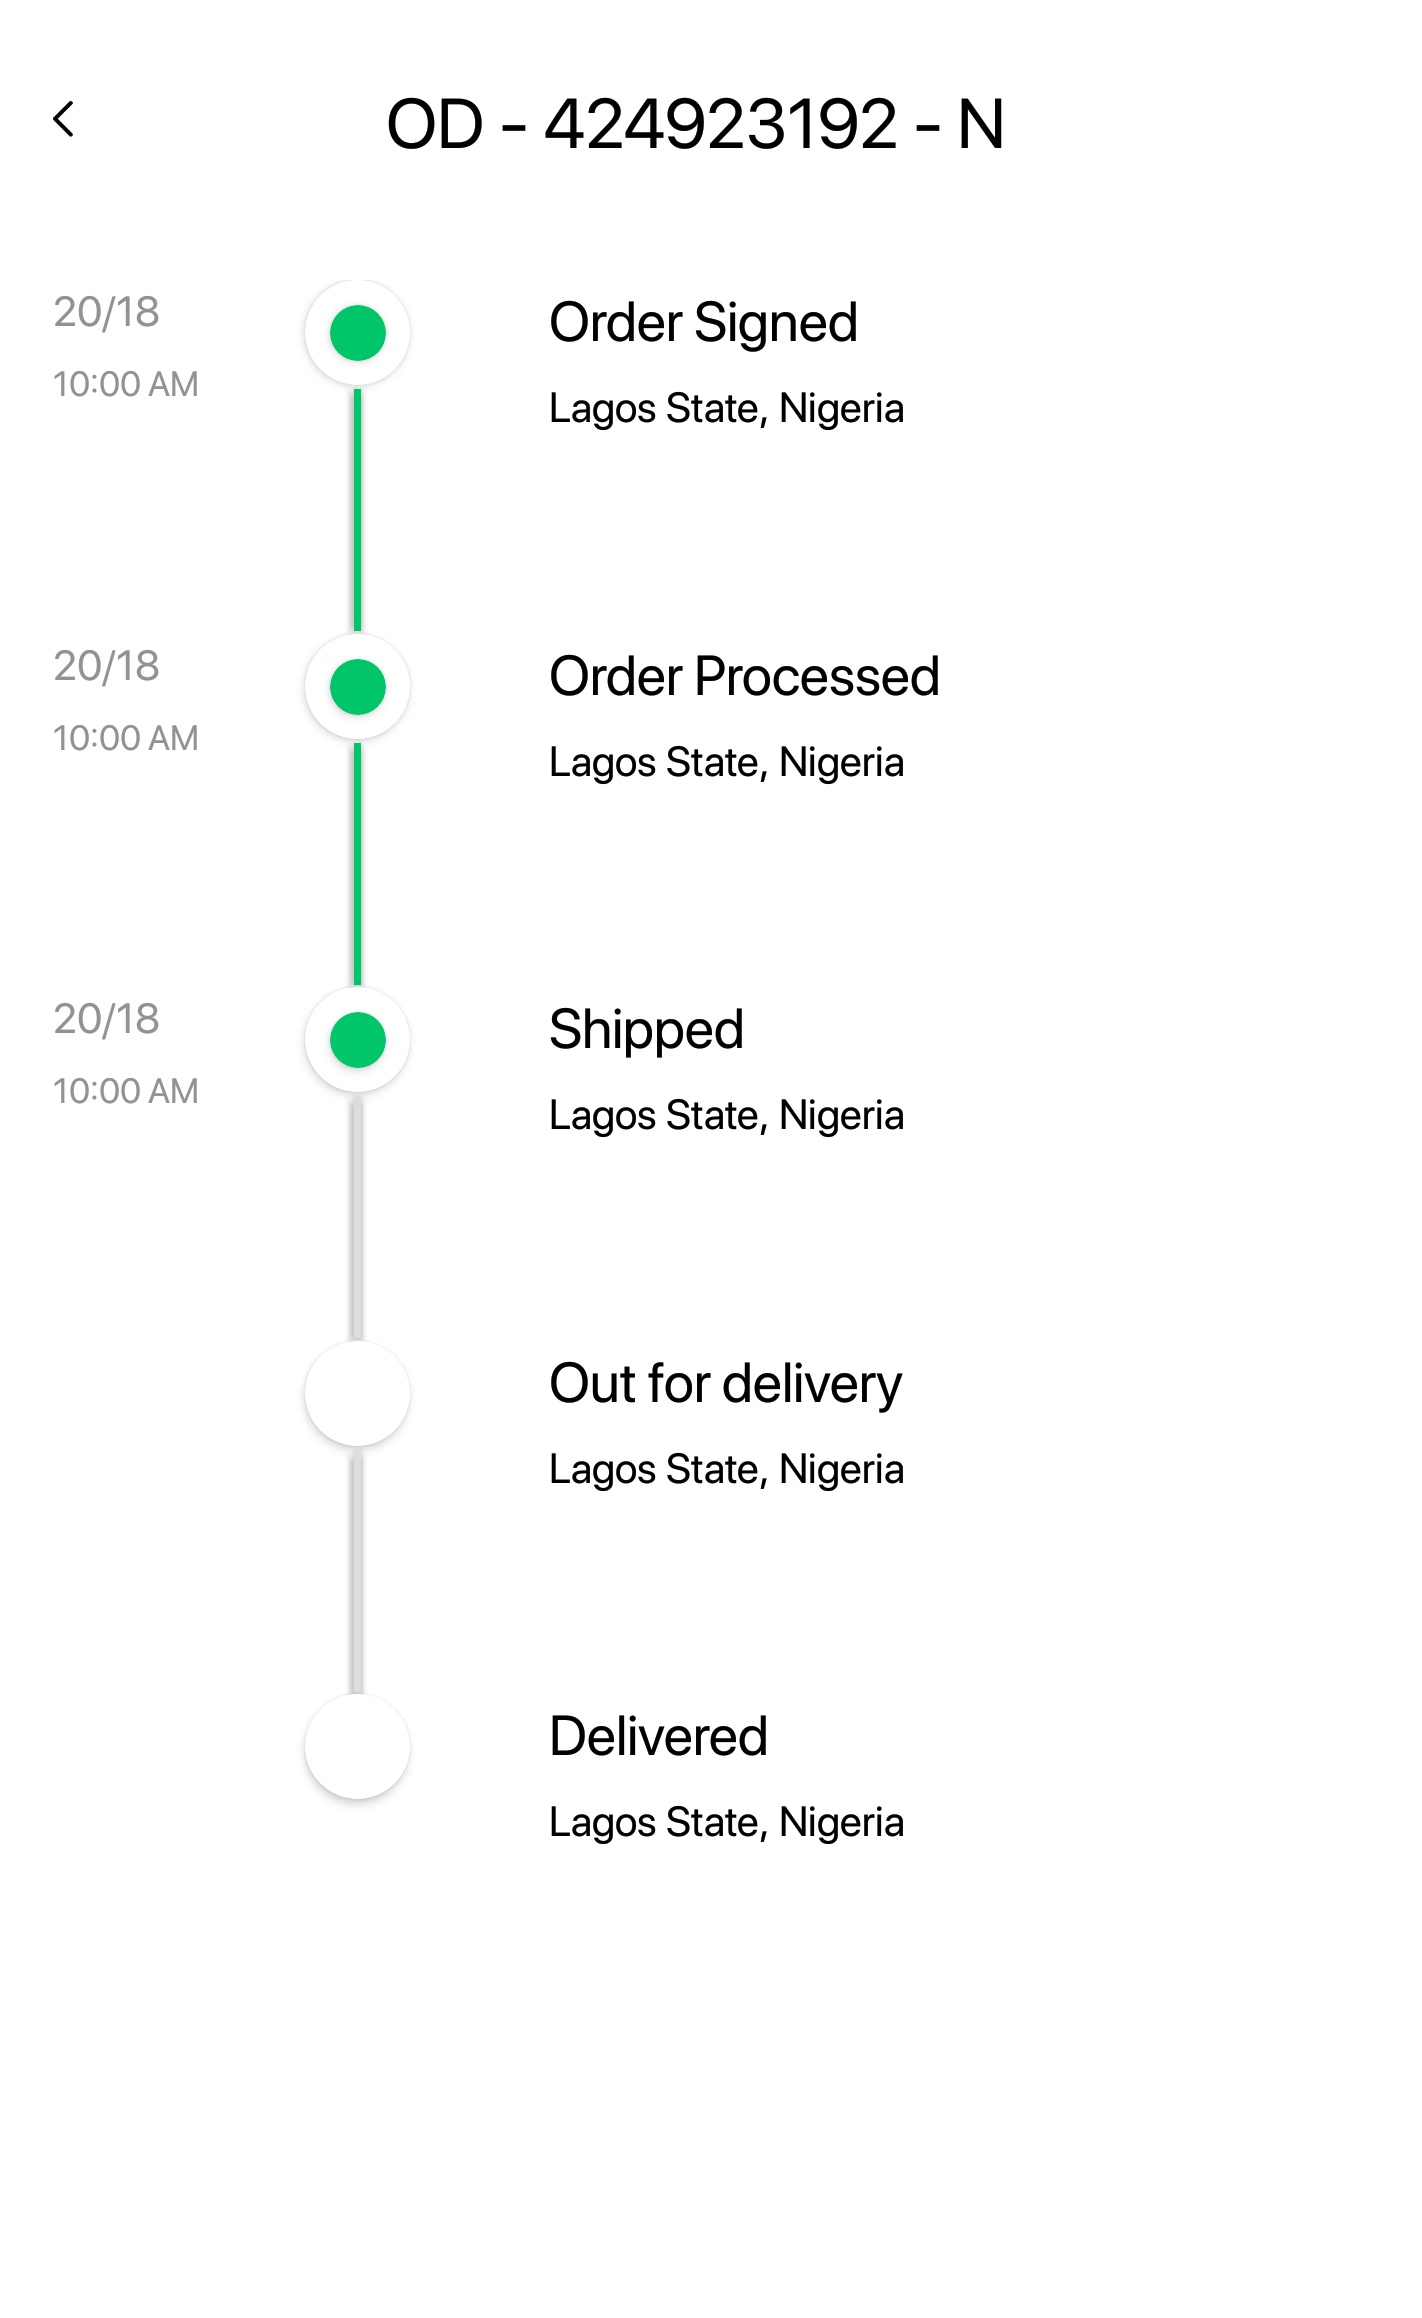 OD - 424923192 - N
20/18
10:00 AM
Order Signed
Lagos State, Nigeria
20/18
10:00 AM
Order Processed
Lagos State, Nigeria
20/18
10:00 AM
Shipped
Lagos State, Nigeria
Out for delivery
Lagos State, Nigeria
Delivered
Lagos State, Nigeria